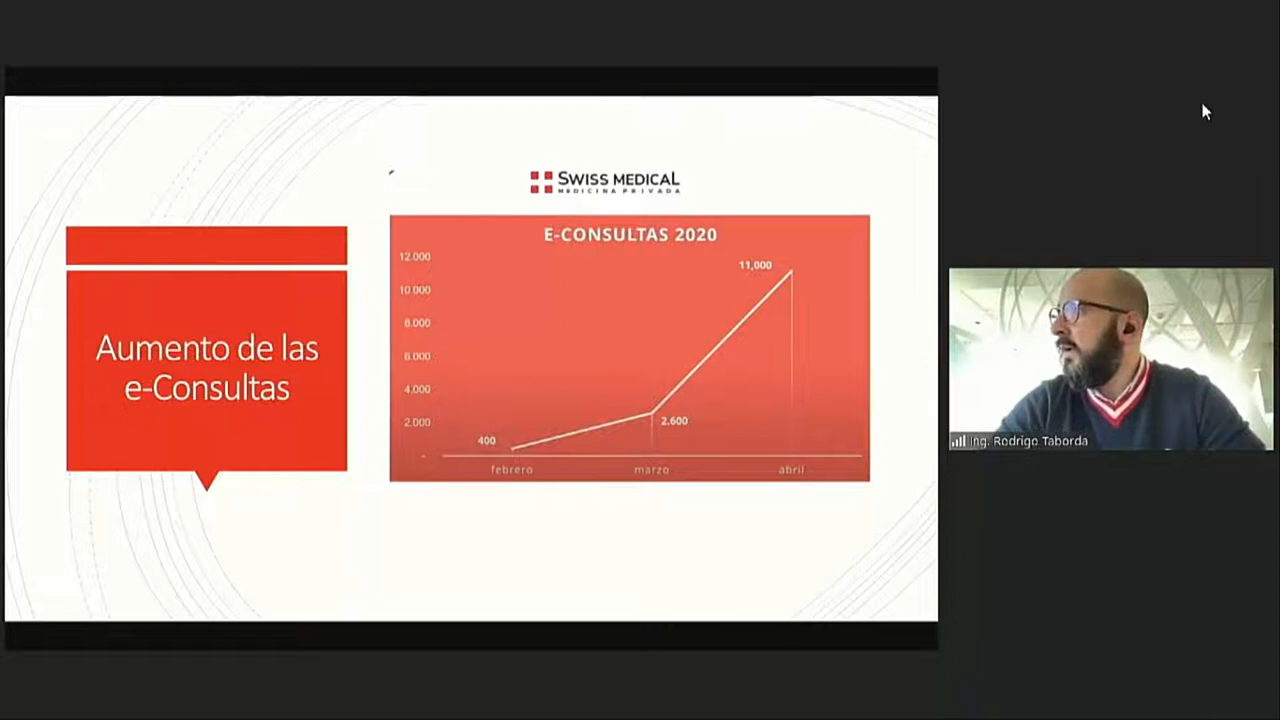 SWISS MEDICAL
MEDICINA PRIVADA
Aumento de las
e-Consultas
E-CONSULTAS 2020
12.000
10.000
8.000
6.000
4.000
2.000
-
400
2.600
11,000
febrero
marzo
abril
Ing. Rodrigo Taborda